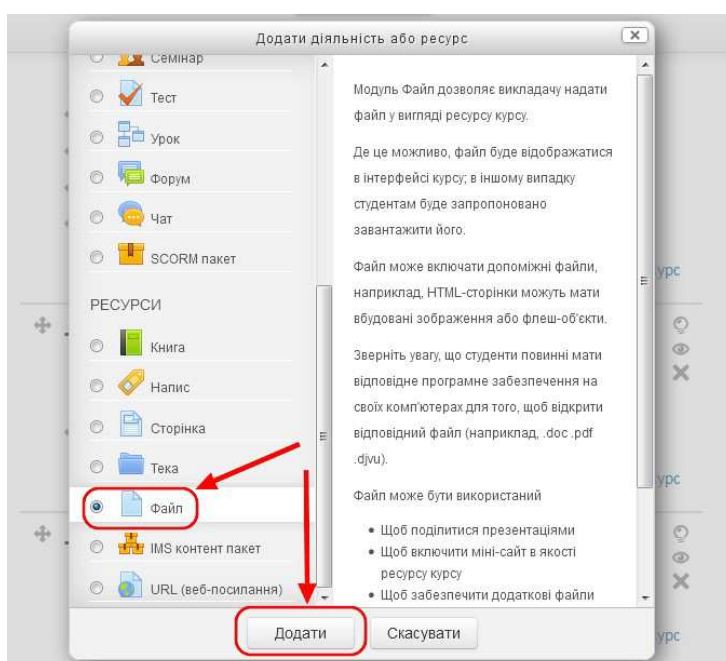 Додати діяльність або ресурс
Семінар
Тест
Урок
Форум
Чат
SCORM пакет
РЕСУРСИ
Книга
Напис
Сторінка
Тека
Файл
IMS контент пакет
URL (веб-посилання)
Модуль Файл дозволяє викладачу надати
файл у вигляді ресурсу курсу.
Де це можливо, файл буде відображатися
в інтерфейсі курсу; в іншому випадку
студентам буде запропоновано
завантажити його.
Файл може включати допоміжні файли,
наприклад, HTML-сторінки можуть мати
вбудовані зображення або флеш-об'єкти.
Зверніть увагу, що студенти повинні мати
відповідне програмне забезпечення на
своїх комп'ютерах для того, щоб відкрити
відповідний файл (наприклад, .doc .pdf
.djvu).
Файл може бути використаний
• Щоб поділитися презентаціями
• Щоб включити міні-сайт в якості
ресурсу курсу
• Щоб забезпечити додаткові файли
Додати
Скасувати
урс
урс
урс